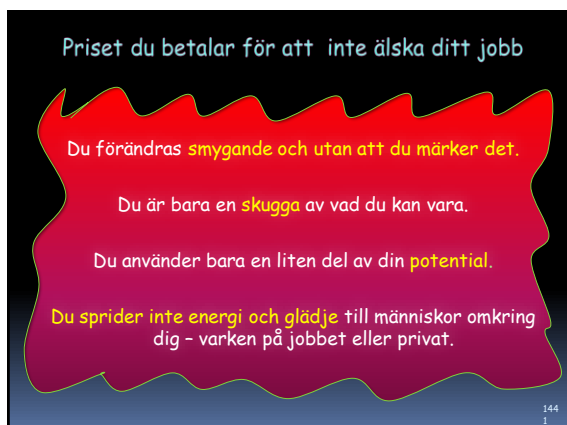 Priset du betalar för att  inte älska ditt jobb
Du förändras smygande och utan att du märker det.
Du är bara en skugga av vad du kan vara.
Du använder bara en liten del av din potential.
Du sprider inte energi och glädje till människor omkring
dig – varken på jobbet eller privat.
144
1